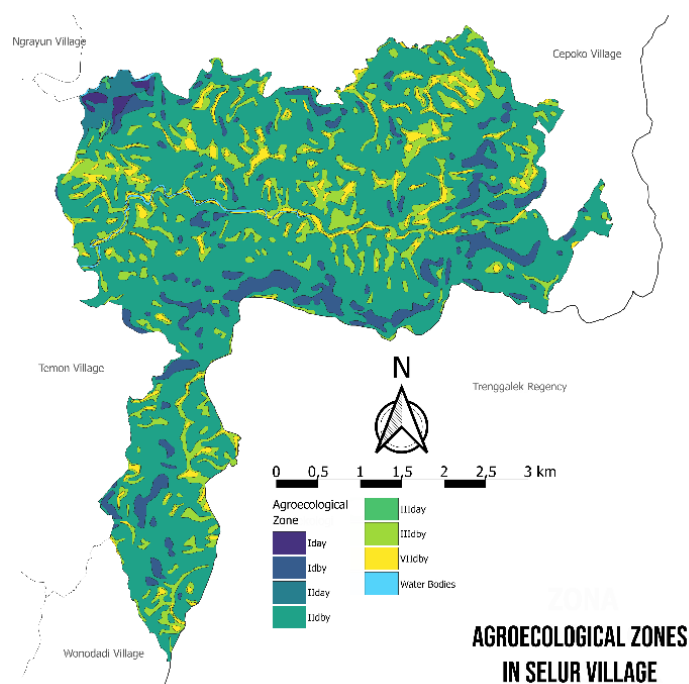 Ngrayun Village
Cepoko Village
Temon Village
Trenggalek Regency
N
0 0,5 1 1,5 2 2,5 3 km
Agroecological
Zone
Iday
Idby
IIday
IIdby
IIIday
IIIdby
VIIdby
Water Bodies
Wonodadi Village
ZONA
AGROECOLOGICAL ZONES
IN SELUR VILLAGE